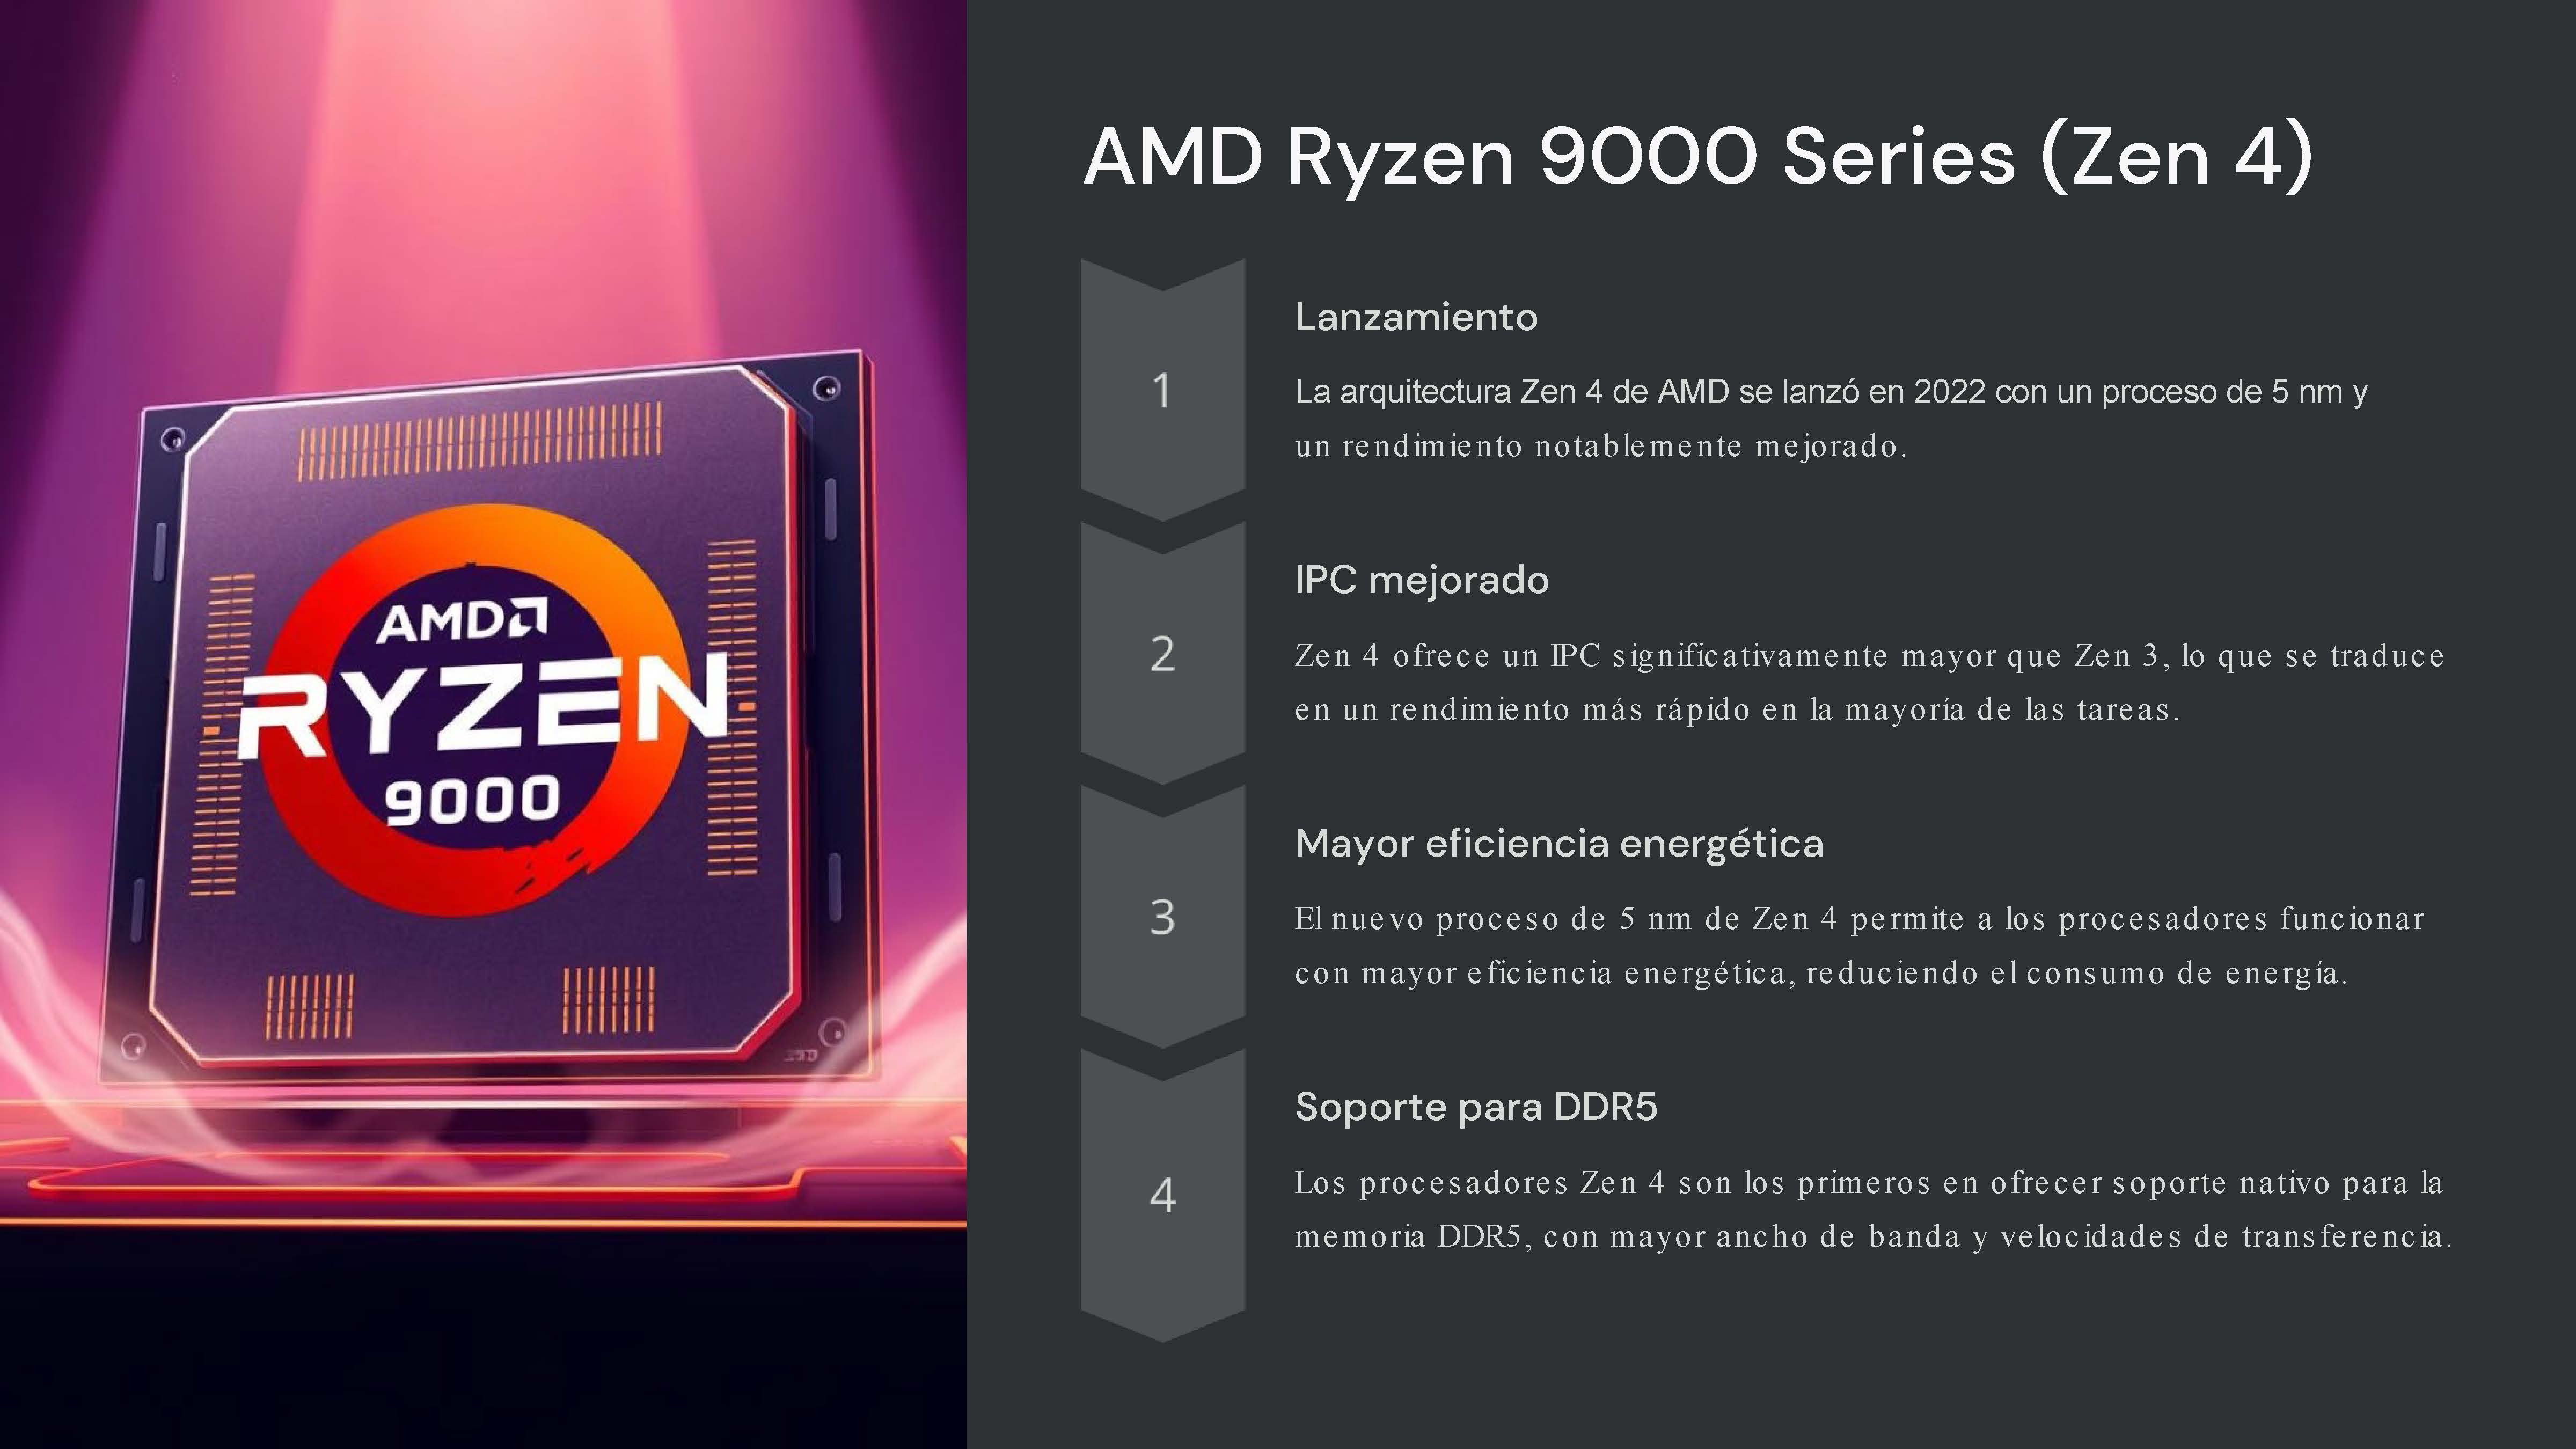 AMD
RYZEN
9000
AMD Ryzen 9000 Series (Zen 4)
1
Lanzamiento
La arquitectura Zen 4 de AMD se lanzó en 2022 con un proceso de 5 nm y
un rendimiento notablemente mejorado.
2
IPC mejorado
Zen 4 ofrece un IPC significativamente mayor que Zen 3, lo que se traduce
en un rendimiento más rápido en la mayoría de las tareas.
3
Mayor eficiencia energética
El nuevo proceso de 5 nm de Zen 4 permite a los procesadores funcionar
con mayor eficiencia energética, reduciendo el consumo de energía.
4
Soporte para DDR5
Los procesadores Zen 4 son los primeros en ofrecer soporte nativo para la
memoria DDR5, con mayor ancho de banda y velocidades de transferencia.